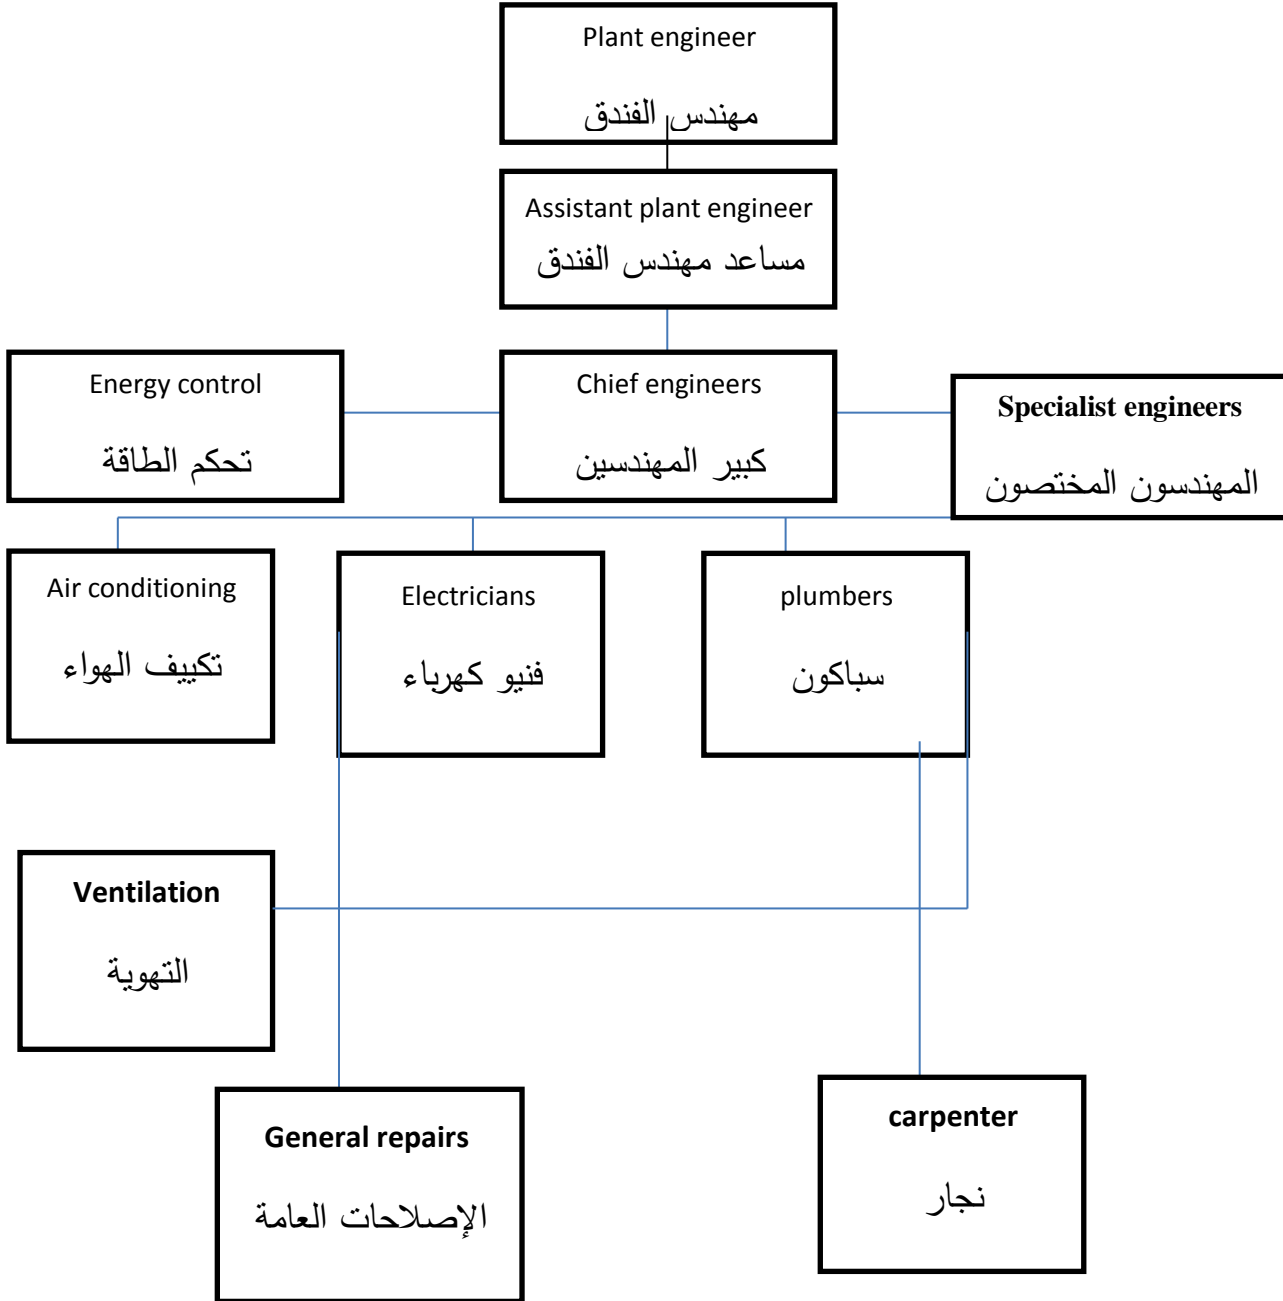 Plant engineer
مهندس الفندق
Assistant plant engineer
مساعد مهندس الفندق
Energy control
تحكم الطاقة
Chief engineers
كبير المهندسين
Specialist engineers
المهندسون المختصون
Air conditioning
تكييف الهواء
Electricians
فنيو كهرباء
plumbers
سباكون
Ventilation
التهوية
General repairs
الإصلاحات العامة
carpenter
نجار